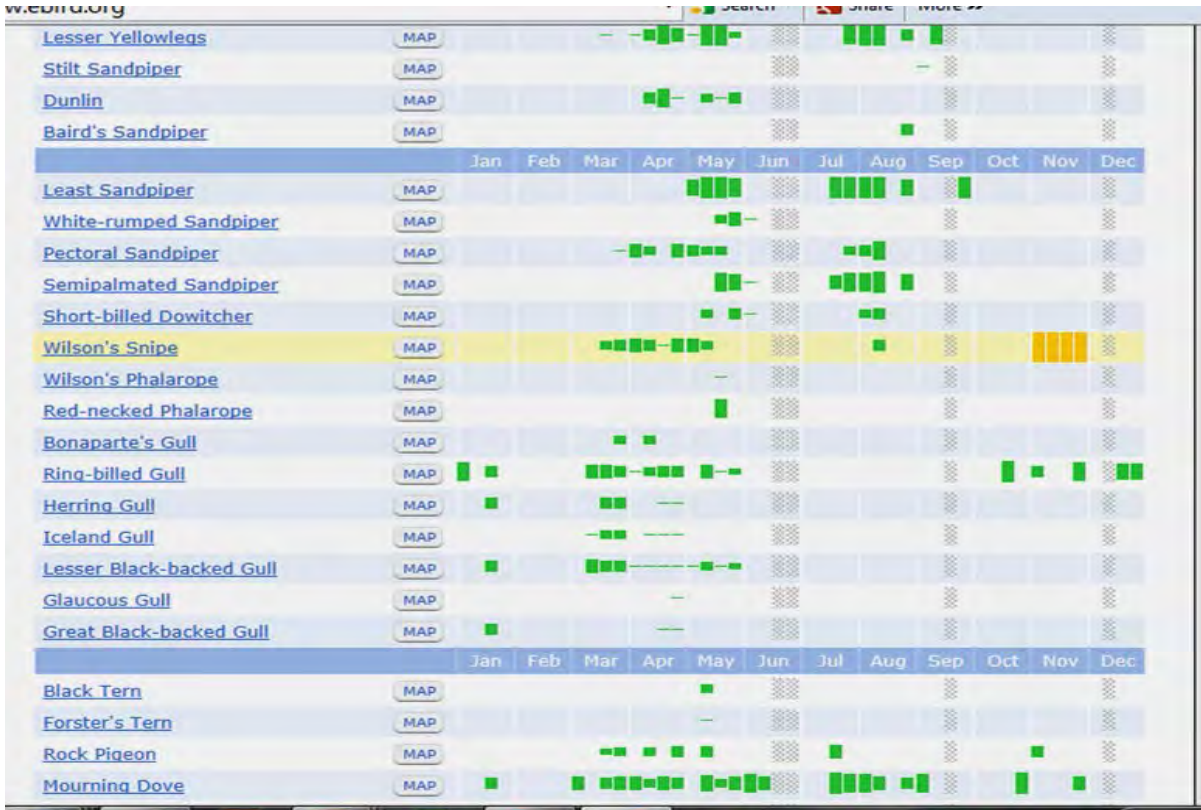 w.ebird.org Search Share More »
Lesser Yellowlegs MAP
Stilt Sandpiper MAP
Dunlin MAP
Baird's Sandpiper MAP
Jan Feb Mar Apr May Jun Jul Aug Sep Oct Nov Dec
Least Sandpiper MAP
White-rumped Sandpiper MAP
Pectoral Sandpiper MAP
Semipalmated Sandpiper MAP
Short-billed Dowitcher MAP
Wilson's Snipe MAP
Wilson's Phalarope MAP
Red-necked Phalarope MAP
Bonaparte's Gull MAP
Ring-billed Gull MAP
Herring Gull MAP
Iceland Gull MAP
Lesser Black-backed Gull MAP
Glaucous Gull MAP
Great Black-backed Gull MAP
Jan Feb Mar Apr May Jun Jul Aug Sep Oct Nov Dec
Black Tern MAP
Forster's Tern MAP
Rock Pigeon MAP
Mourning Dove MAP